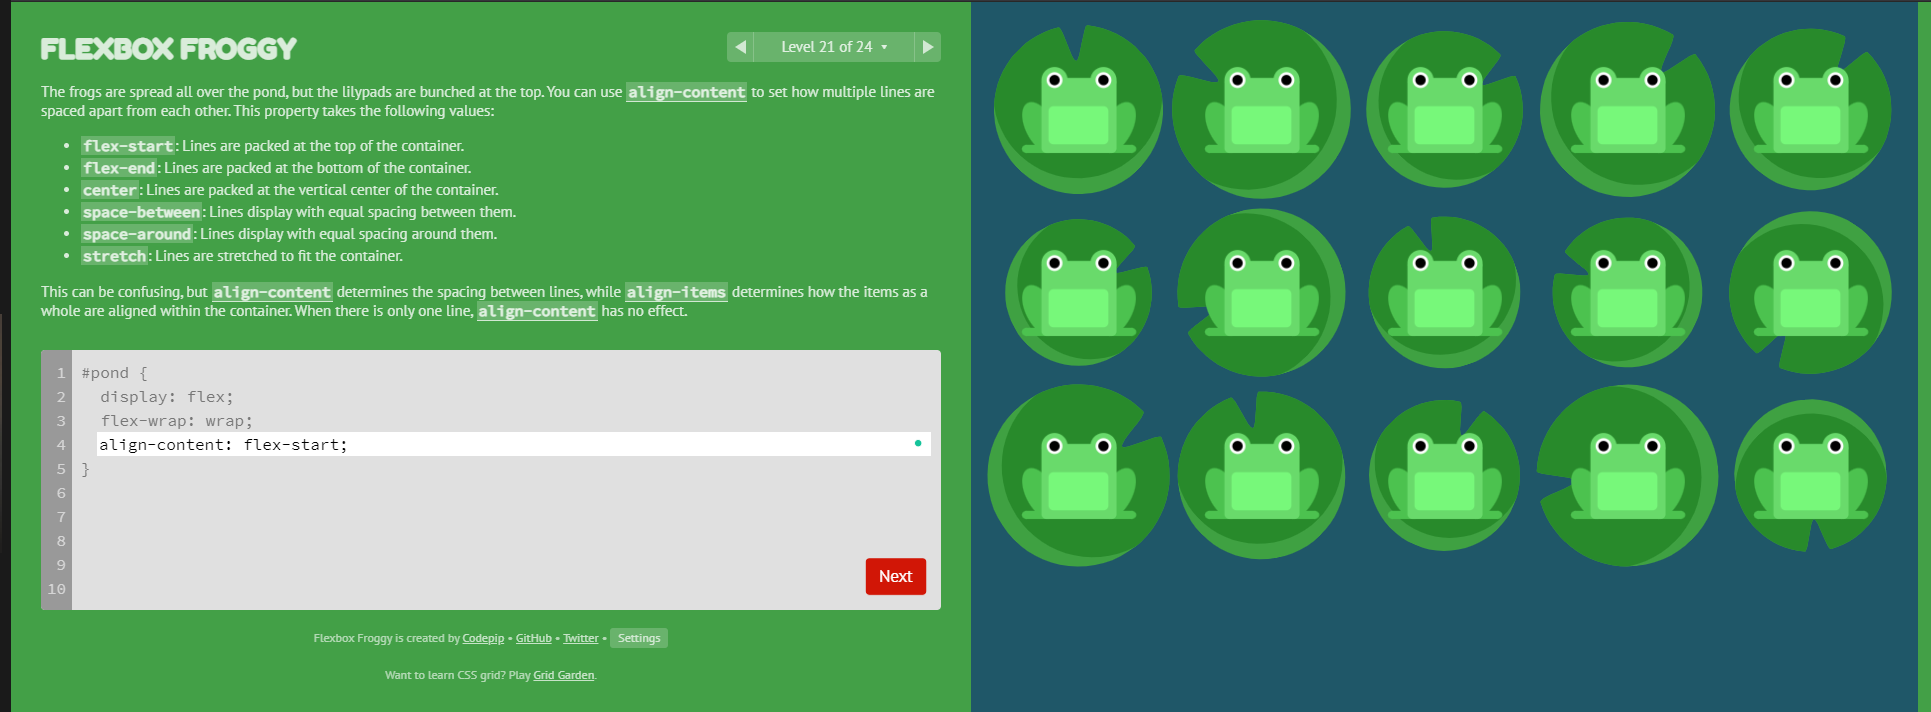 FLEXBOX FROGGY
Level 21 of 24
The frogs are spread all over the pond, but the lilypads are bunched at the top. You can use align-content to set how multiple lines are
spaced apart from each other. This property takes the following values:
• flex-start: Lines are packed at the top of the container.
• flex-end: Lines are packed at the bottom of the container.
• center: Lines are packed at the vertical center of the container.
• space-between: Lines display with equal spacing between them.
• space-around: Lines display with equal spacing around them.
• stretch: Lines are stretched to fit the container.
This can be confusing, but align-content determines the spacing between lines, while align-items determines how the items as a
whole are aligned within the container. When there is only one line, align-content has no effect.
1 #pond {
2 display: flex;
3 flex-wrap: wrap;
4 align-content: flex-start;
5 }
6
7
8
9
10
Next
Flexbox Froggy is created by Codepip • GitHub • Twitter • Settings
Want to learn CSS grid? Play Grid Garden.